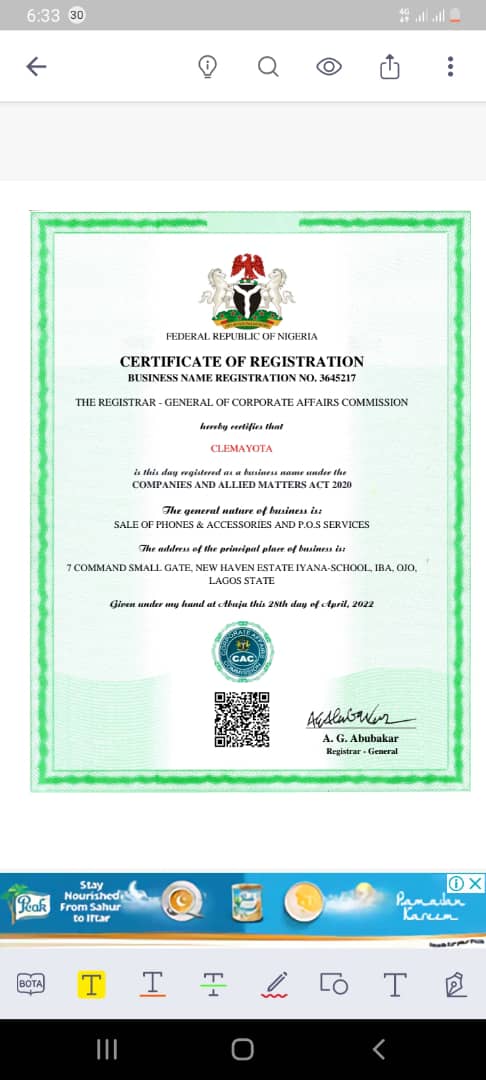 6:33 30
4G
FEDERAL REPUBLIC OF NIGERIA
CERTIFICATE OF REGISTRATION
BUSINESS NAME REGISTRATION NO. 3645217
THE REGISTRAR - GENERAL OF CORPORATE AFFAIRS COMMISSION
hereby certifies that
CLEMAYOTA
is this day registered as a business name under the
COMPANIES AND ALLIED MATTERS ACT 2020
The general nature of business is:
SALE OF PHONES & ACCESSORIES AND P.O.S SERVICES
The address of the principal place of business is:
7 COMMAND SMALL GATE, NEW HAVEN ESTATE IYANA-SCHOOL, IBA, OJO,
LAGOS STATE
Given under my hand at Abuja this 28th day of April, 2022
CORPORATE AFFAIRS
CAC
COMMISSION
A. G. Abubakar
Registrar - General
Peak
Stay
Nourished
From Sahur
to Iftar
Ramadan
Kareem
BOTA
T T T T